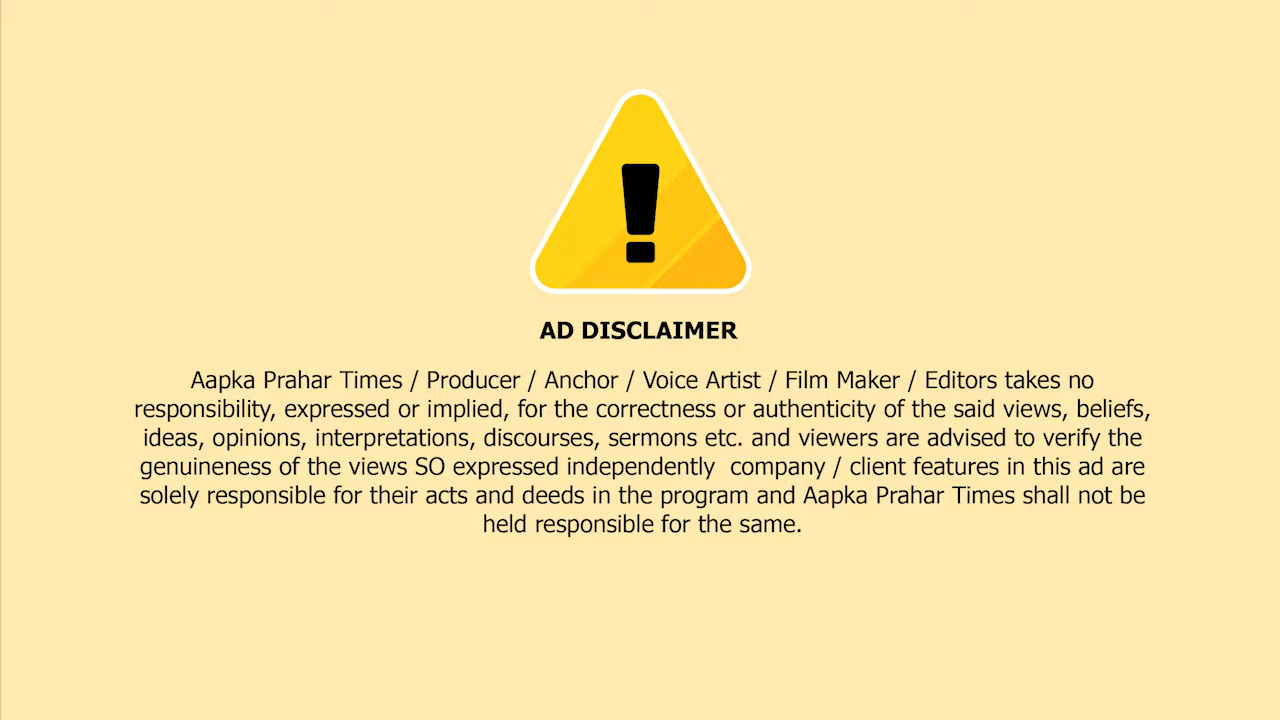 AD DISCLAIMER
Aapka Prahar Times / Producer / Anchor / Voice Artist / Film Maker / Editors takes no
responsibility, expressed or implied, for the correctness or authenticity of the said views, beliefs,
ideas, opinions, interpretations, discourses, sermons etc. and viewers are advised to verify the
genuineness of the views SO expressed independently  company / client features in this ad are
solely responsible for their acts and deeds in the program and Aapka Prahar Times shall not be
held responsible for the same.